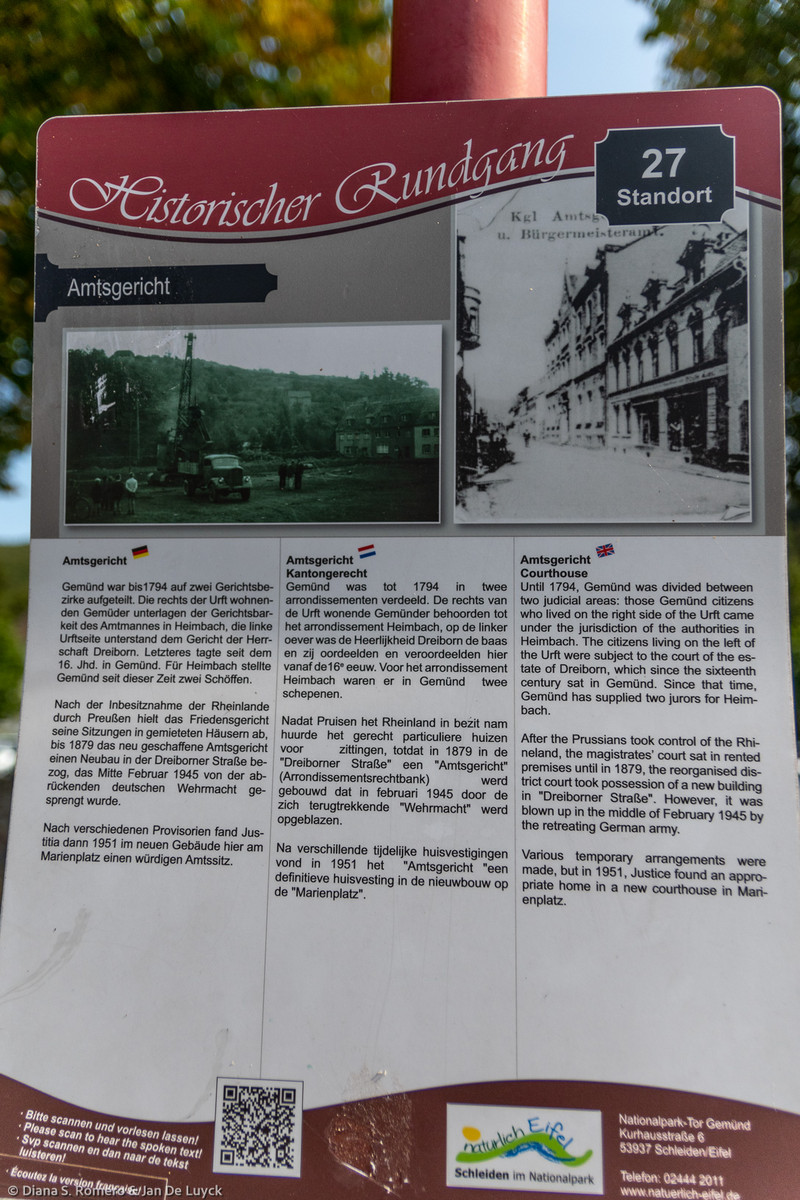 Historischer Rundgang
27
Standort
Amtsgericht
Kgl Amtsg
u. Bürgermeisteramt.
Amtsgericht
Gemünd war bis1794 auf zwei Gerichtsbe-
zirke aufgeteilt. Die rechts der Urft wohnen-
den Gemüder unterlagen der Gerichtsbar-
keit des Amtmannes in Heimbach, die linke
Urftseite unterstand dem Gericht der Herr-
schaft Dreiborn. Letzteres tagte seit dem
16. Jhd. in Gemünd. Für Heimbach stellte
Gemünd seit dieser Zeit zwei Schöffen.
Nach der Inbesitznahme der Rheinlande
durch Preußen hielt das Friedensgericht
seine Sitzungen in gemieteten Häusern ab,
bis 1879 das neu geschaffene Amtsgericht
einen Neubau in der Dreiborner Straße be-
zog, das Mitte Februar 1945 von der ab-
rückenden deutschen Wehrmacht ge-
sprengt wurde.
Nach verschiedenen Provisorien fand Jus-
titia dann 1951 im neuen Gebäude hier am
Marienplatz einen würdigen Amtssitz.
Amtsgericht
Kantongerecht
Gemünd was tot 1794 in twee
arrondissementen verdeeld. De rechts van
de Urft wonende Gemünder behoorden tot
het arrondissement Heimbach, op de linker
oever was de Heerlijkheid Dreiborn de baas
en zij oordeelden en veroordeelden hier
vanaf de16e eeuw. Voor het arrondissement
Heimbach waren er in Gemünd twee
schepenen.
Nadat Pruisen het Rheinland in bezit nam
huurde het gerecht particuliere huizen
voor zittingen, totdat in 1879 in de
"Dreiborner Straße" een "Amtsgericht"
(Arrondissementsrechtbank) werd
gebouwd dat in februari 1945 door de
zich terugtrekkende "Wehrmacht" werd
opgeblazen.
Na verschillende tijdelijke huisvestigingen
vond in 1951 het "Amtsgericht "een
definitieve huisvesting in de nieuwbouw op
de "Marienplatz".
Amtsgericht
Courthouse
Until 1794, Gemünd was divided between
two judicial areas: those Gemünd citizens
who lived on the right side of the Urft came
under the jurisdiction of the authorities in
Heimbach. The citizens living on the left of
the Urft were subject to the court of the es-
tate of Dreiborn, which since the sixteenth
century sat in Gemünd. Since that time,
Gemünd has supplied two jurors for Heim-
bach.
After the Prussians took control of the Rhi-
neland, the magistrates' court sat in rented
premises until in 1879, the reorganised dis-
trict court took possession of a new building
in "Dreiborner Straße". However, it was
blown up in the middle of February 1945 by
the retreating German army.
Various temporary arrangements were
made, but in 1951, Justice found an appro-
priate home in a new courthouse in Mari-
enplatz.
· Bitte scannen und vorlesen lassen!
· Please scan to hear the spoken text!
· Svp scannen en dan naar de tekst
luisteren!
· Écoutez la version française
natürlich Eifel
Schleiden im Nationalpark
Nationalpark-Tor Gemünd
Kurhausstraße 6
53937 Schleiden/Eifel
Telefon: 02444 2011
www.natuerlich-eifel.de
© Diana S. Romero & Jan De Luyck